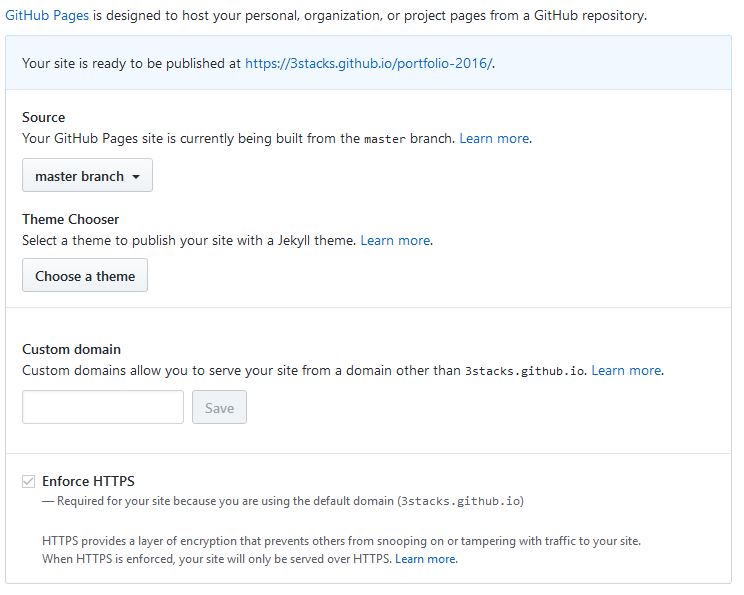 GitHub Pages is designed to host your personal, organization, or project pages from a GitHub repository.
Your site is ready to be published at https://3stacks.github.io/portfolio-2016/.
Source
Your GitHub Pages site is currently being built from the master branch. Learn more.
master branch
Theme Chooser
Select a theme to publish your site with a Jekyll theme. Learn more.
Choose a theme
Custom domain
Custom domains allow you to serve your site from a domain other than 3stacks.github.io. Learn more.
Save
Enforce HTTPS
— Required for your site because you are using the default domain (3stacks.github.io)
HTTPS provides a layer of encryption that prevents others from snooping on or tampering with traffic to your site.
When HTTPS is enforced, your site will only be served over HTTPS. Learn more.